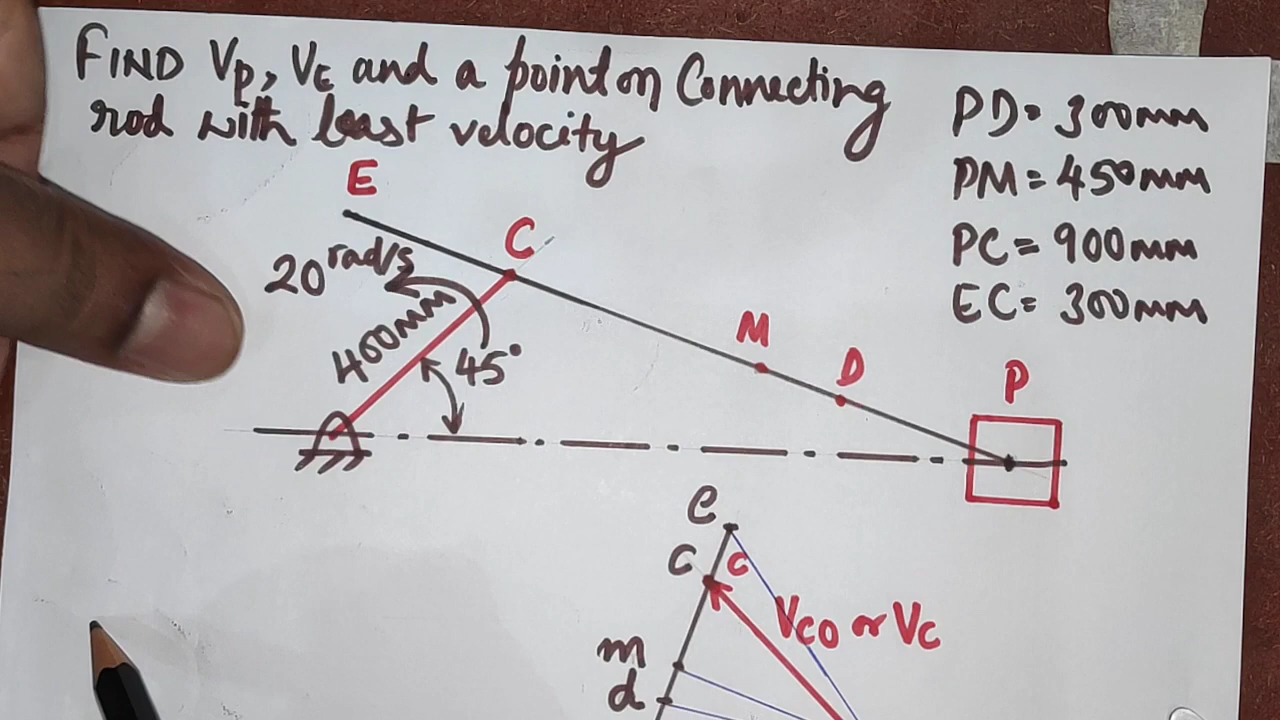 FIND Vp, Vc and a point on Connecting
rod with least velocity
PD= 300mm
PM= 450mm
PC= 900mm
EC= 300mm
E
C
20 rad/s
400mm
45°
M
D
P
e
c
c
Vco or Vc
m
d